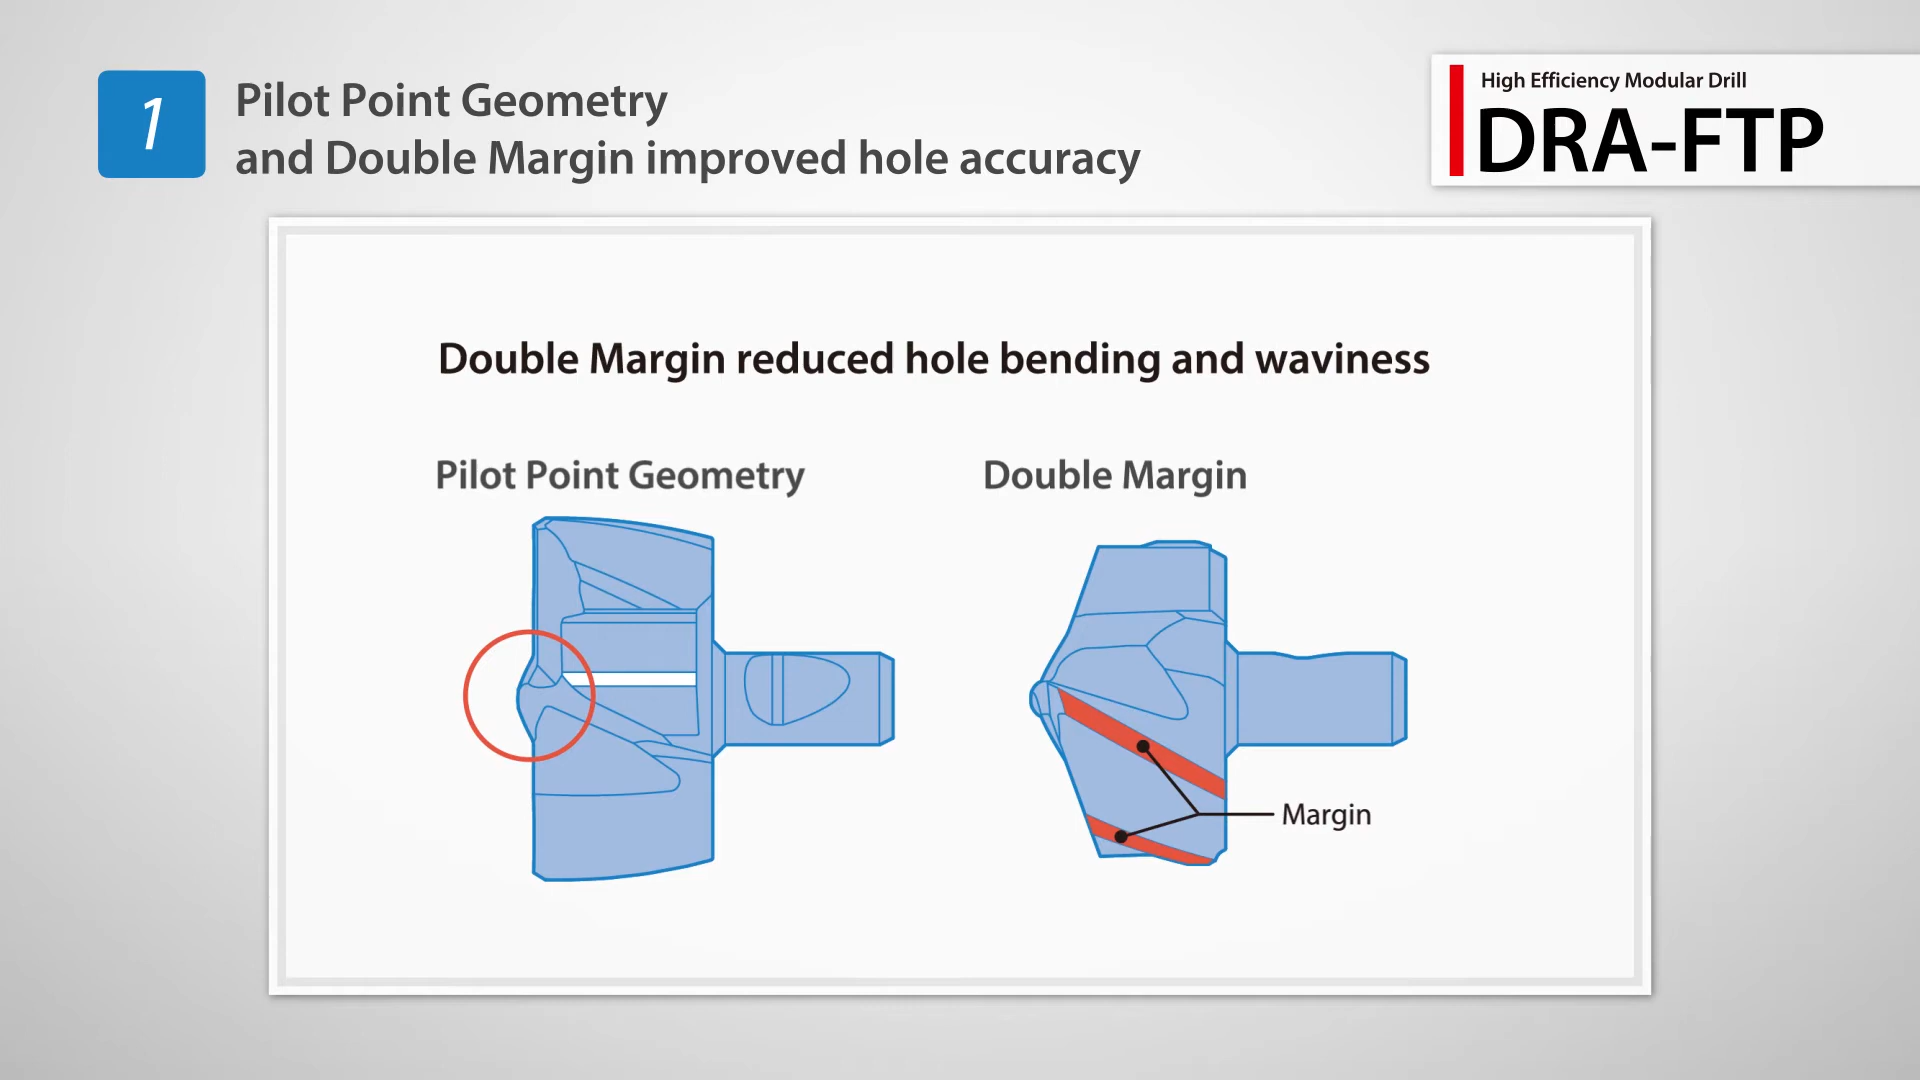 1
Pilot Point Geometry
and Double Margin improved hole accuracy
High Efficiency Modular Drill
DRA-FTP
Double Margin reduced hole bending and waviness
Pilot Point Geometry
Double Margin
Margin